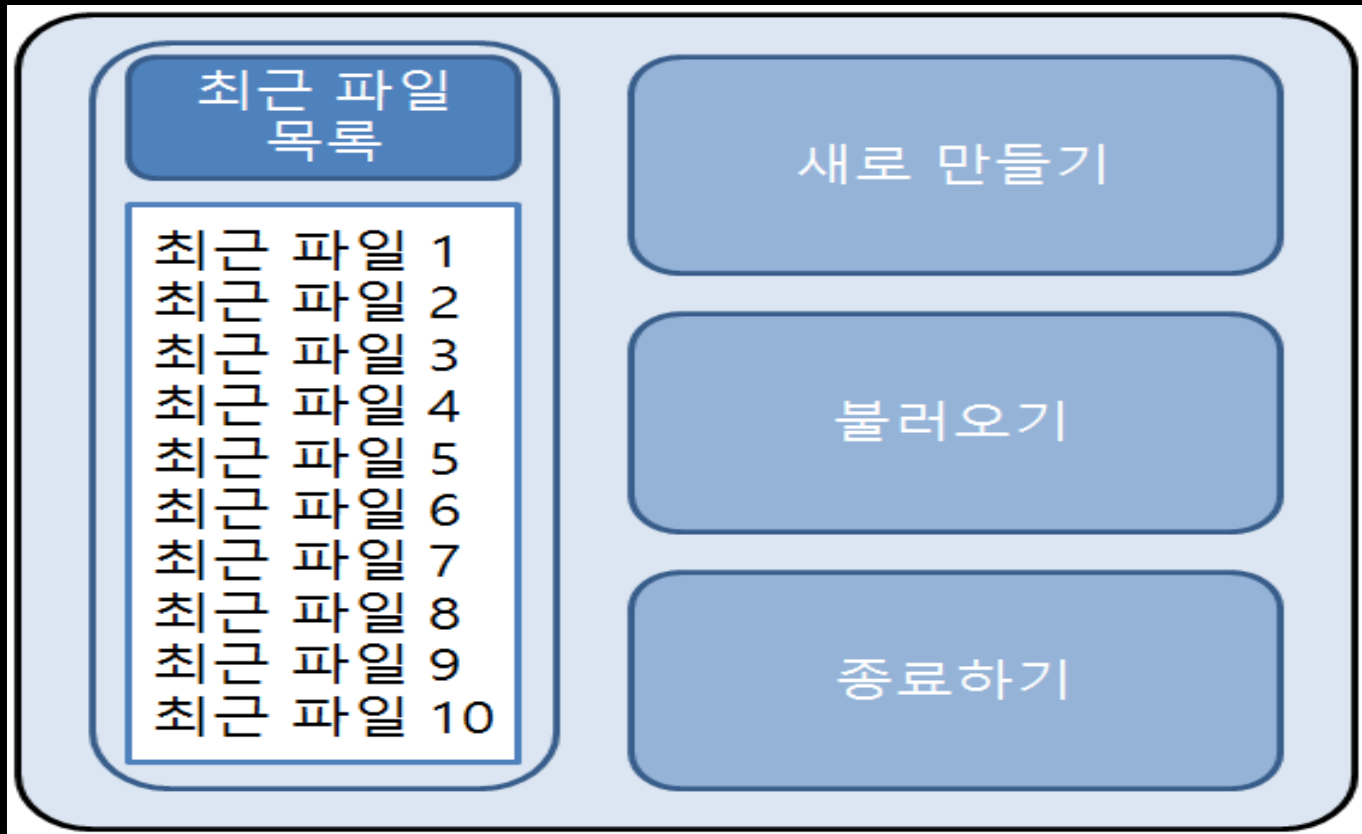 최근 파일
목록
최근 파일 1
최근 파일 2
최근 파일 3
최근 파일 4
최근 파일 5
최근 파일 6
최근 파일 7
최근 파일 8
최근 파일 9
최근 파일 10
새로 만들기
불러오기
종료하기